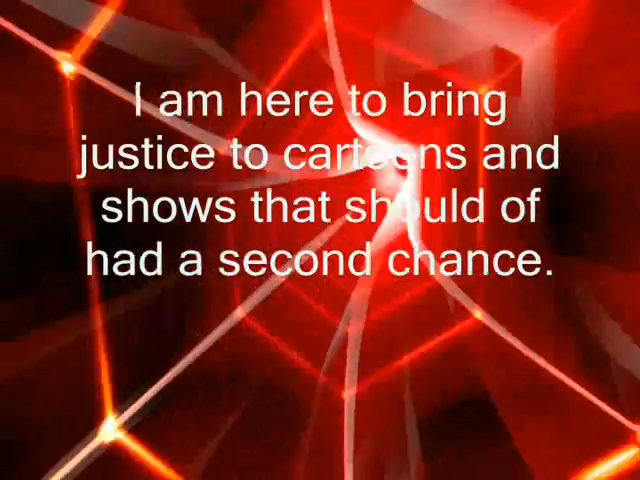 I am here to bring
justice to cartoons and
shows that should of
had a second chance.